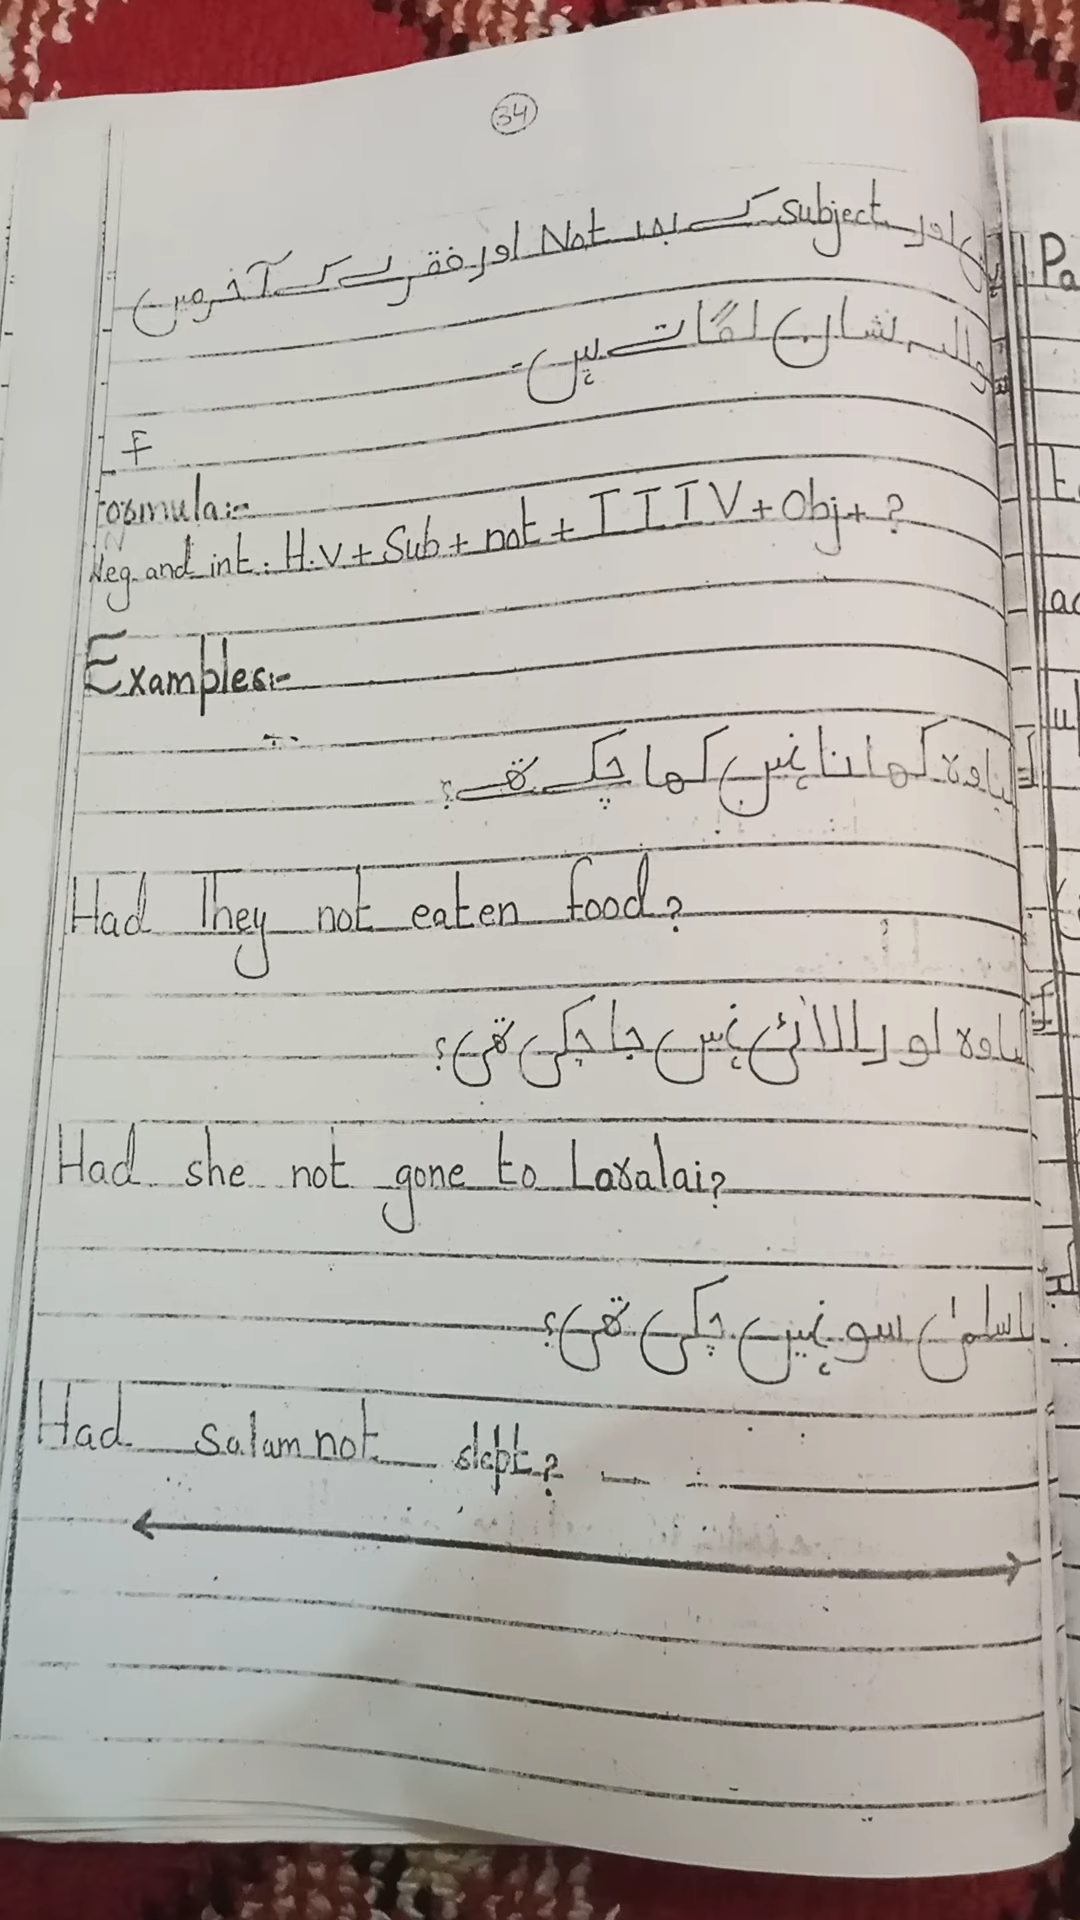 34
ہیں اور subject کے بعد Not اور فقرے کے آخر میں
سوالیہ نشان لگاتے ہیں۔
F
Formula:-
Neg. and int: H.V + Sub + not + IIIV + Obj + ?
Examples:-
کیا وہ کھانا نہیں کھا چکے تھے؟
Had They not eaten food?
کیا وہ لورالائی نہیں جا چکی تھی؟
Had she not gone to Loralai?
سلمیٰ سو نہیں چکی تھی؟
Had Salam not slept?
Pa